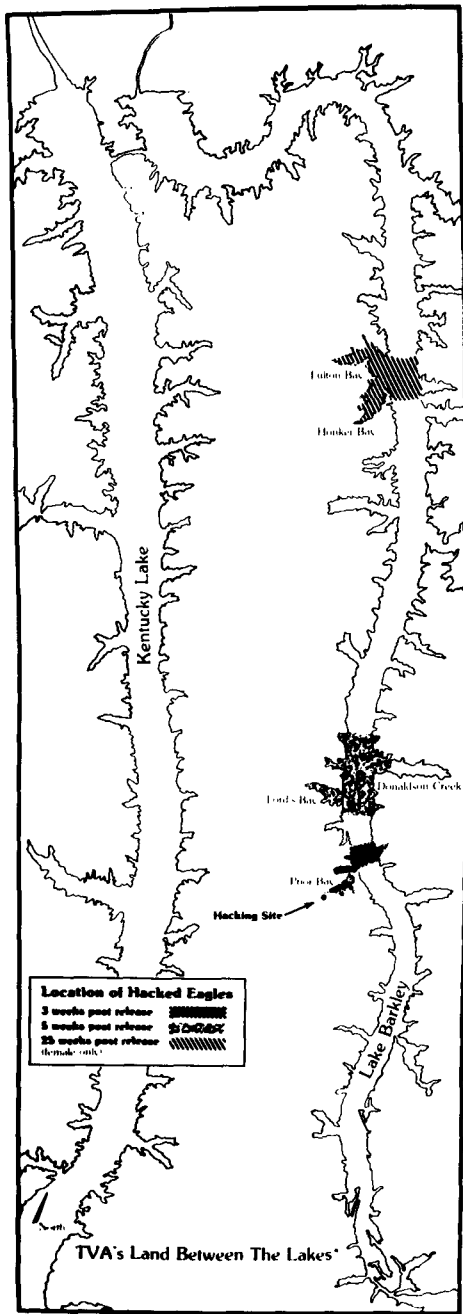 Fulton Bay
Honker Bay
Kentucky Lake
Donaldson Creek
Lord's Bay
Prior Bay
Hacking Site
Lake Barkley
Location of Hacked Eagles
3 weeks post release
5 weeks post release
25 weeks post release
(female only)
North
TVA's Land Between The Lakes